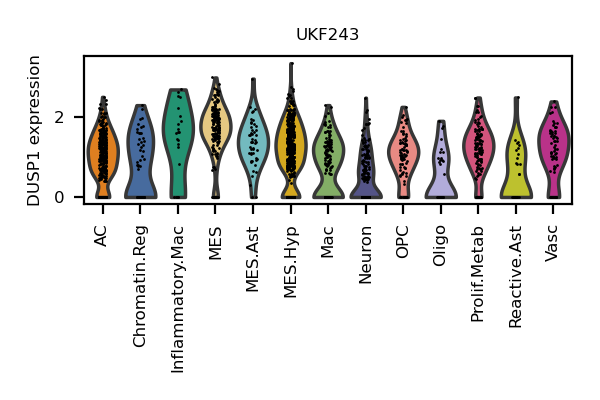 UKF243
DUSP1 expression
2
0
AC
Chromatin.Reg
Inflammatory.Mac
MES
MES.Ast
MES.Hyp
Mac
Neuron
OPC
Oligo
Prolif.Metab
Reactive.Ast
Vasc